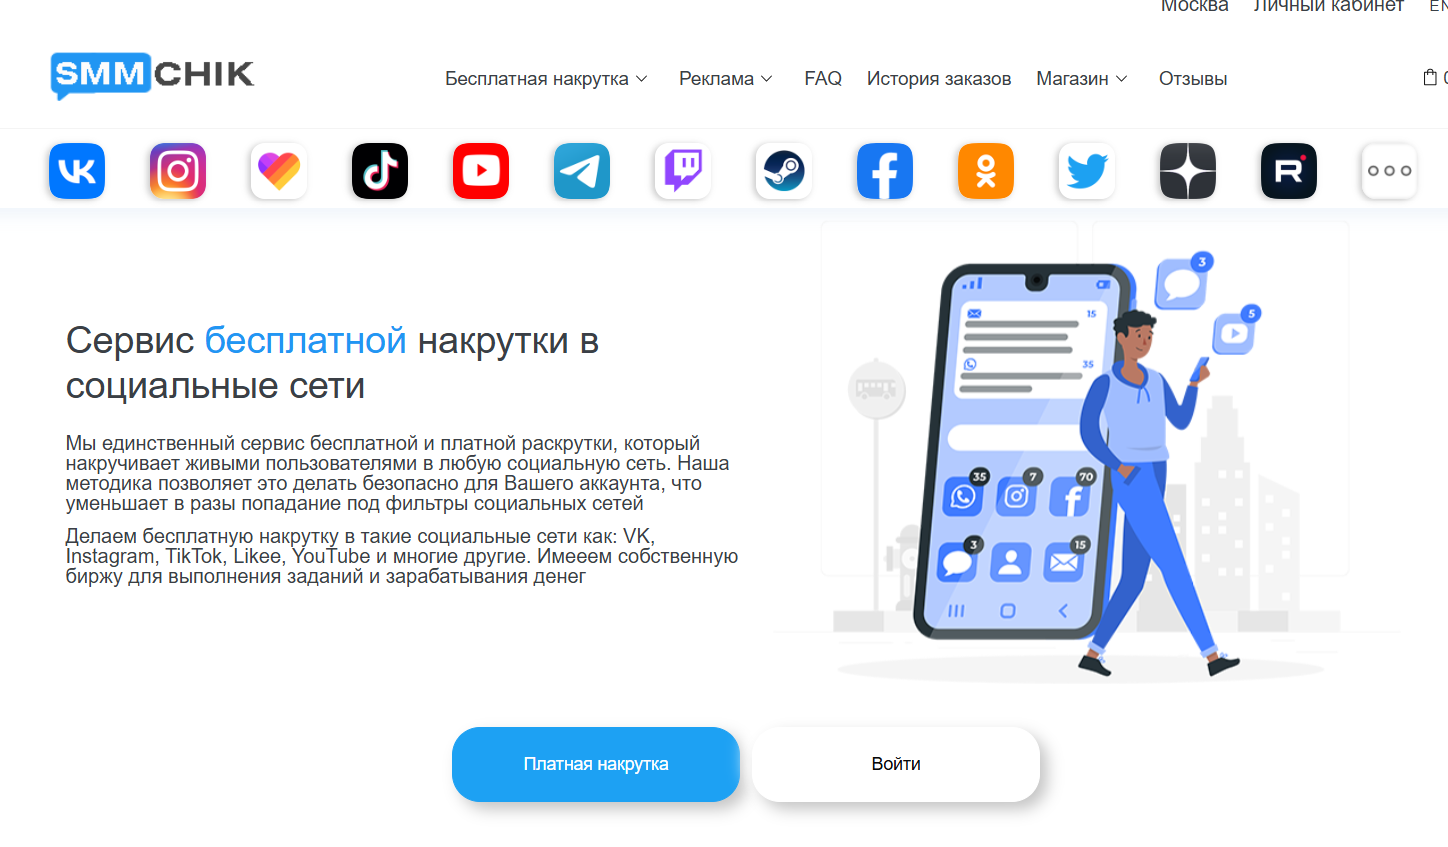 Москва Личный кабинет EN
SMMCHIK
Бесплатная накрутка Реклама FAQ История заказов Магазин Отзывы
Сервис бесплатной накрутки в
социальные сети
Мы единственный сервис бесплатной и платной раскрутки, который
накручивает живыми пользователями в любую социальную сеть. Наша
методика позволяет это делать безопасно для Вашего аккаунта, что
уменьшает в разы попадание под фильтры социальных сетей
Делаем бесплатную накрутку в такие социальные сети как: VK,
Instagram, TikTok, Likee, YouTube и многие другие. Имееем собственную
биржу для выполнения заданий и зарабатывания денег
3
5
15
35
35 7 70
3 15
Платная накрутка Войти